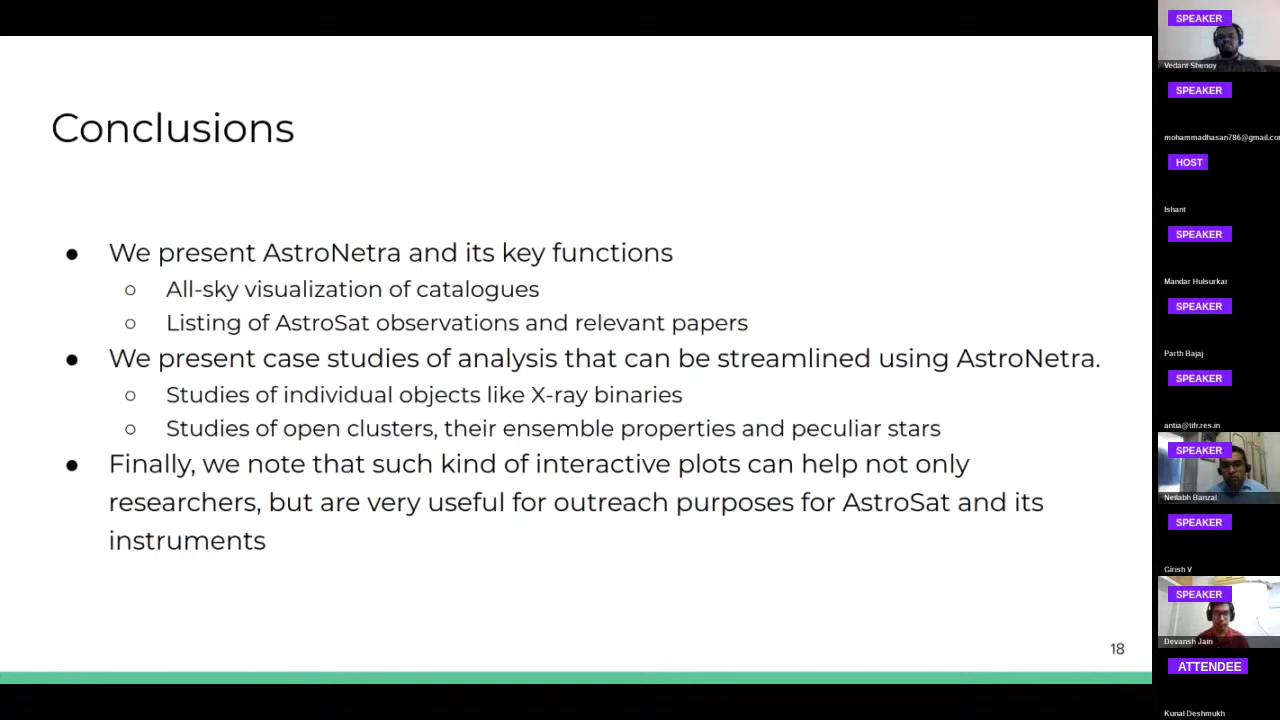 Conclusions
● We present AstroNetra and its key functions
○ All-sky visualization of catalogues
○ Listing of AstroSat observations and relevant papers
● We present case studies of analysis that can be streamlined using AstroNetra.
○ Studies of individual objects like X-ray binaries
○ Studies of open clusters, their ensemble properties and peculiar stars
● Finally, we note that such kind of interactive plots can help not only
researchers, but are very useful for outreach purposes for AstroSat and its
instruments
18
SPEAKER
Vedant Shenoy
SPEAKER
mohammadhasan786@gmail.co
HOST
Ishant
SPEAKER
Mandar Hulsurkar
SPEAKER
Parth Bajaj
SPEAKER
antia@tifr.res.in
SPEAKER
Neilabh Banzal
SPEAKER
Girish V
SPEAKER
Devansh Jain
ATTENDEE
Kunal Deshmukh